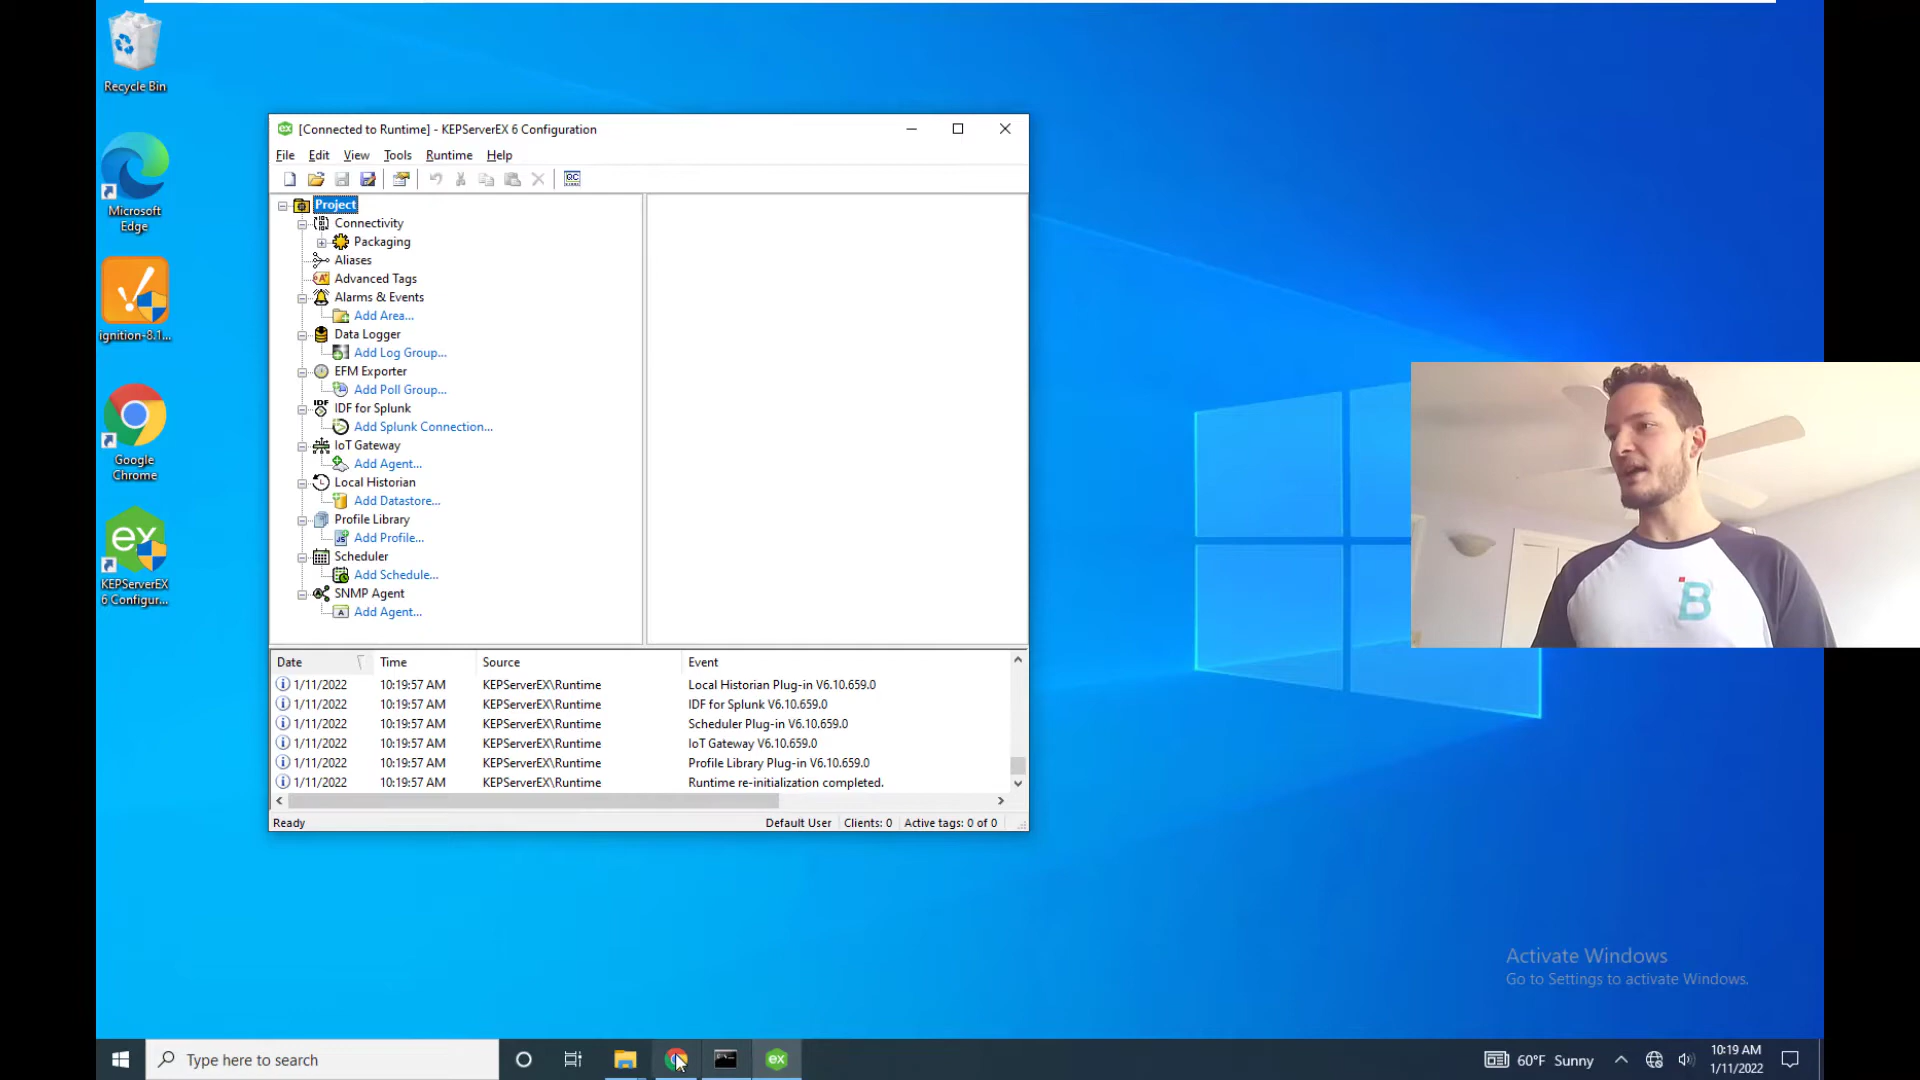 Recycle Bin
Microsoft
Edge
ignition-8.1...
Google
Chrome
ex
KEPServerEX
6 Configur...
[Connected to Runtime] - KEPServerEX 6 Configuration
File Edit View Tools Runtime Help
Project
Connectivity
Packaging
Aliases
Advanced Tags
Alarms & Events
Add Area...
Data Logger
Add Log Group...
EFM Exporter
Add Poll Group...
IDF for Splunk
Add Splunk Connection...
IoT Gateway
Add Agent...
Local Historian
Add Datastore...
Profile Library
Add Profile...
Scheduler
Add Schedule...
SNMP Agent
Add Agent...
Date Time Source Event
1/11/2022 10:19:57 AM KEPServerEX\Runtime Local Historian Plug-in V6.10.659.0
1/11/2022 10:19:57 AM KEPServerEX\Runtime IDF for Splunk V6.10.659.0
1/11/2022 10:19:57 AM KEPServerEX\Runtime Scheduler Plug-in V6.10.659.0
1/11/2022 10:19:57 AM KEPServerEX\Runtime IoT Gateway V6.10.659.0
1/11/2022 10:19:57 AM KEPServerEX\Runtime Profile Library Plug-in V6.10.659.0
1/11/2022 10:19:57 AM KEPServerEX\Runtime Runtime re-initialization completed.
Ready Default User Clients: 0 Active tags: 0 of 0
B
Activate Windows
Go to Settings to activate Windows.
Type here to search
ex
60°F Sunny
10:19 AM
1/11/2022